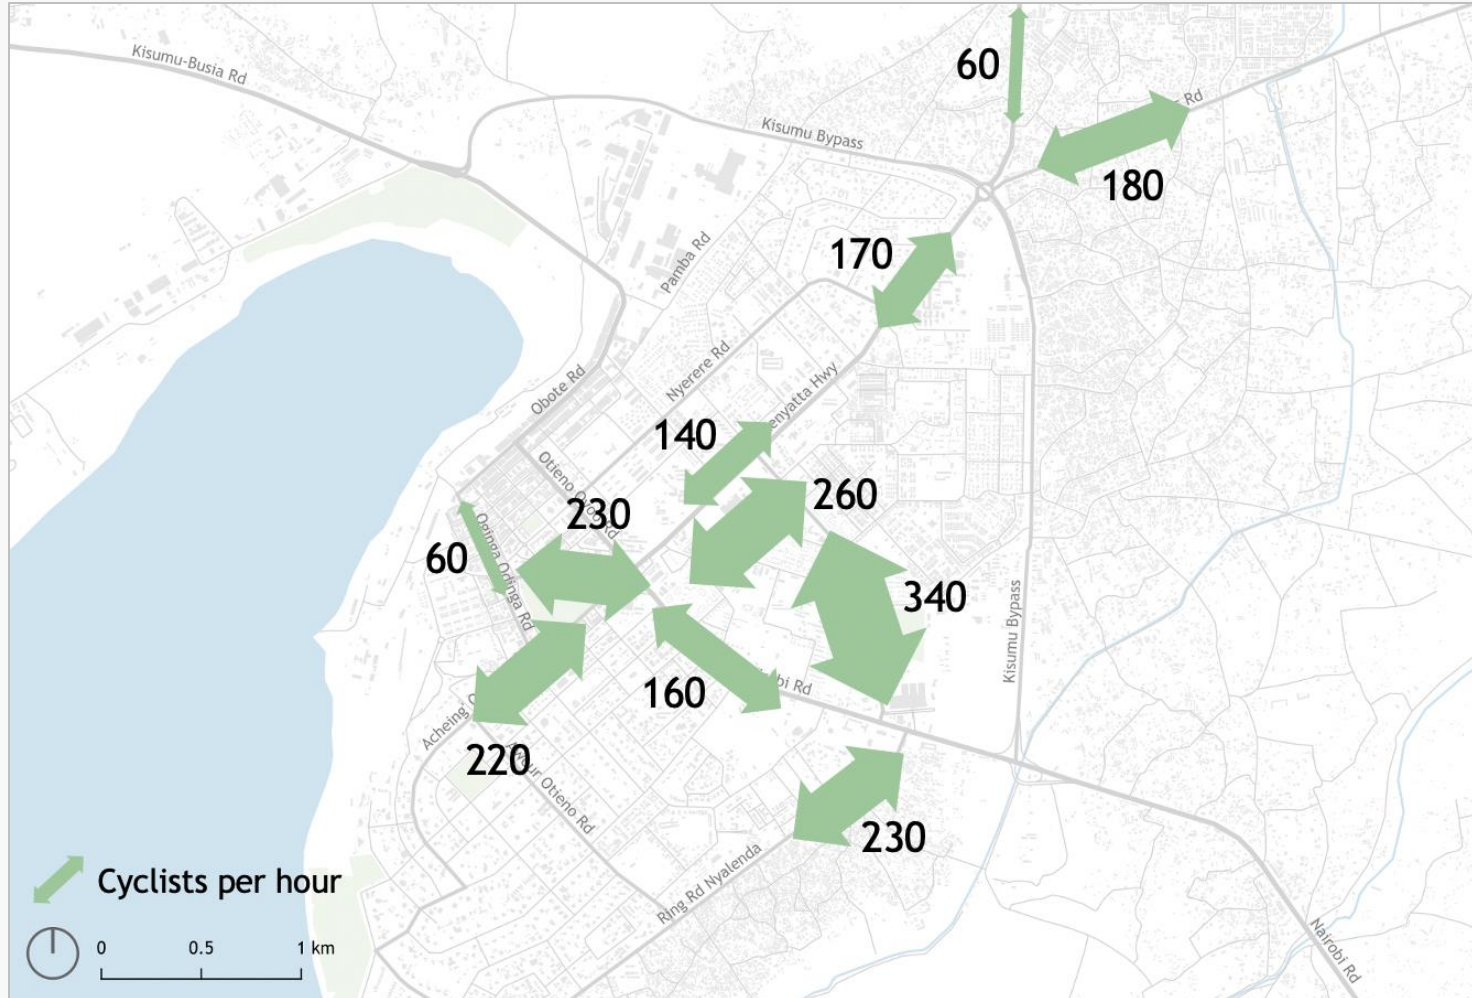 60
Kisumu-Busia Rd
Rd
Kisumu Bypass
180
170
Pamba Rd
Nyerere Rd
Obote Rd
enyatta Hwy
140
Otieno Rd
260
230
60
Oginga Odinga Rd
340
Kisumu Bypass
160
bi Rd
Acheing'
220
Otieno Rd
230
Ring Rd Nyalenda
Cyclists per hour
0 0.5 1 km
Nairobi Rd